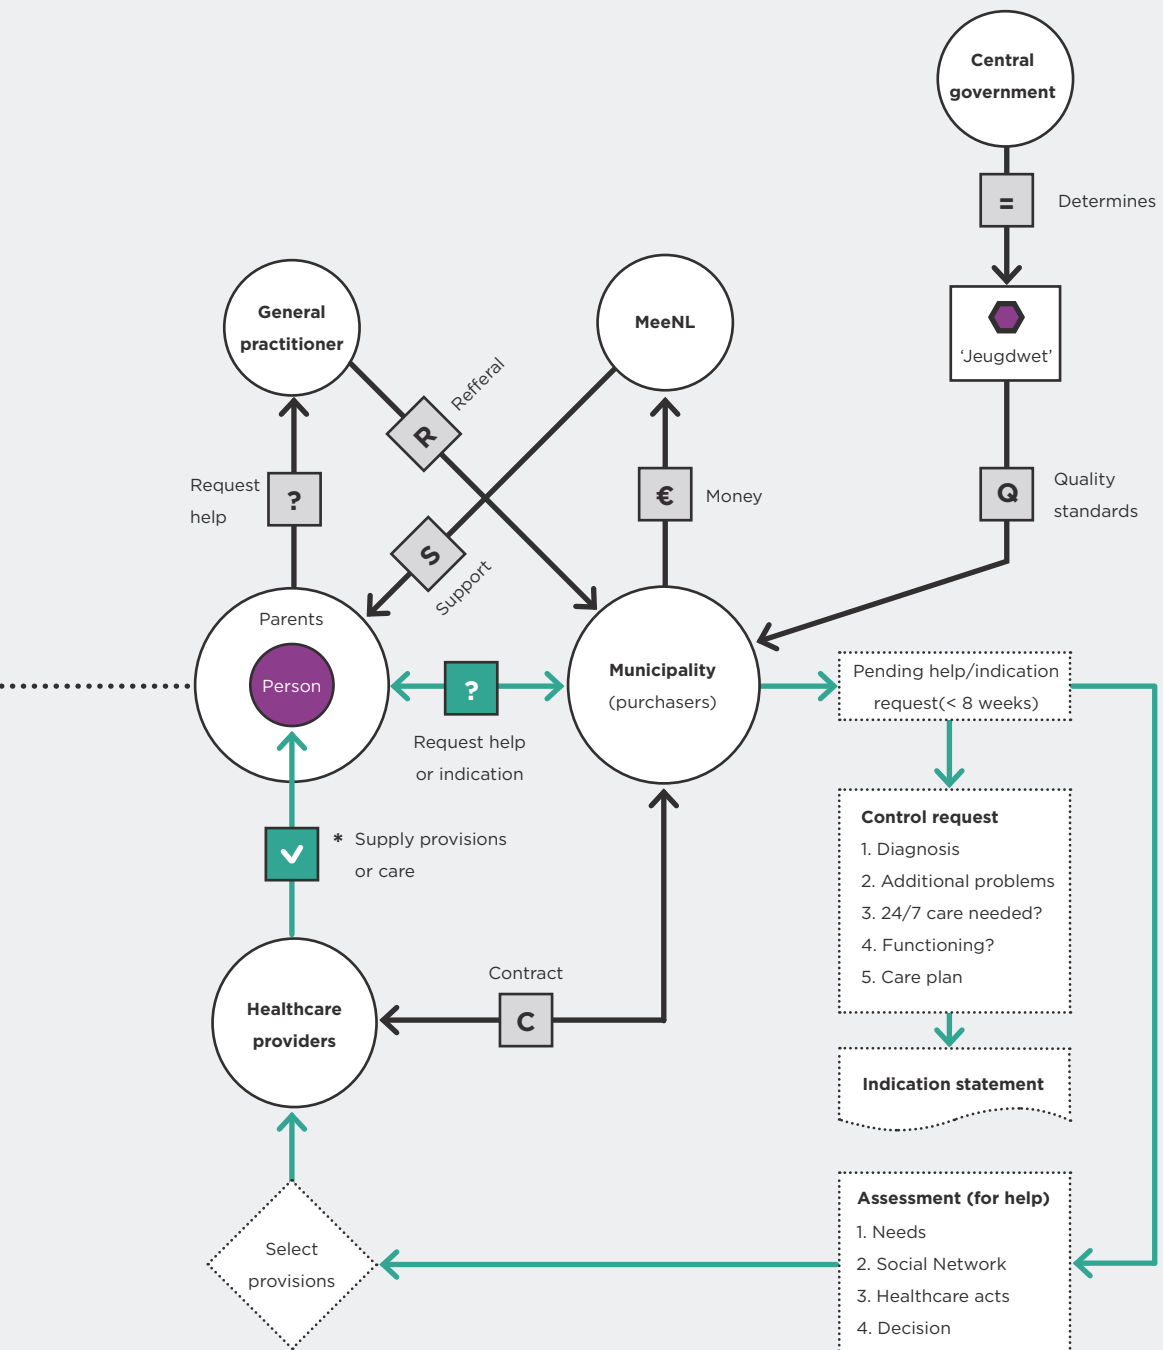 Central
government
=
Determines
'Jeugdwet'
Q
Quality
standards
General
practitioner
MeeNL
R
Refferal
?
Request
help
€
Money
S
Support
Parents
Person
?
Request help
or indication
Municipality
(purchasers)
Pending help/indication
request(< 8 weeks)
Control request
1. Diagnosis
2. Additional problems
3. 24/7 care needed?
4. Functioning?
5. Care plan
* Supply provisions
or care
Healthcare
providers
Contract
C
Indication statement
Assessment (for help)
1. Needs
2. Social Network
3. Healthcare acts
4. Decision
Select
provisions